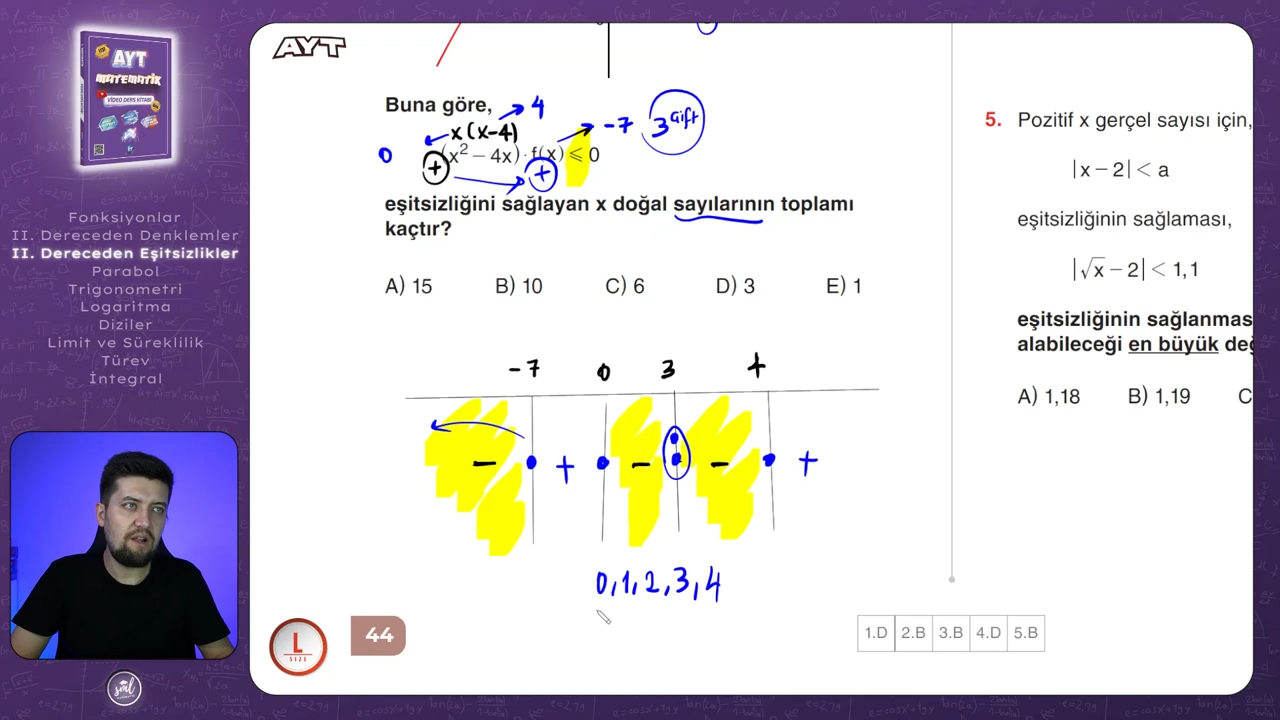 AYT
MATEMATİK
VİDEO DERS KİTABI
Fonksiyonlar
II. Dereceden Denklemler
II. Dereceden Eşitsizlikler
Parabol
Trigonometri
Logaritma
Diziler
Limit ve Süreklilik
Türev
İntegral
AYT
Buna göre,
x(x-4) 4
0 (x² − 4x) · f(x) ⩽ 0 -7 3 Çift
+ +
eşitsizliğini sağlayan x doğal sayılarının toplamı
kaçtır?
A) 15 B) 10 C) 6 D) 3 E) 1
-7 0 3 4
- + - - +
0, 1, 2, 3, 4
L
SIZE
44
5. Pozitif x gerçel sayısı için,
|x − 2| < a
eşitsizliğinin sağlaması,
|√x − 2| < 1,1
eşitsizliğinin sağlanmas
alabileceği en büyük değ
A) 1,18 B) 1,19 C
1.D 2.B 3.B 4.D 5.B
sml